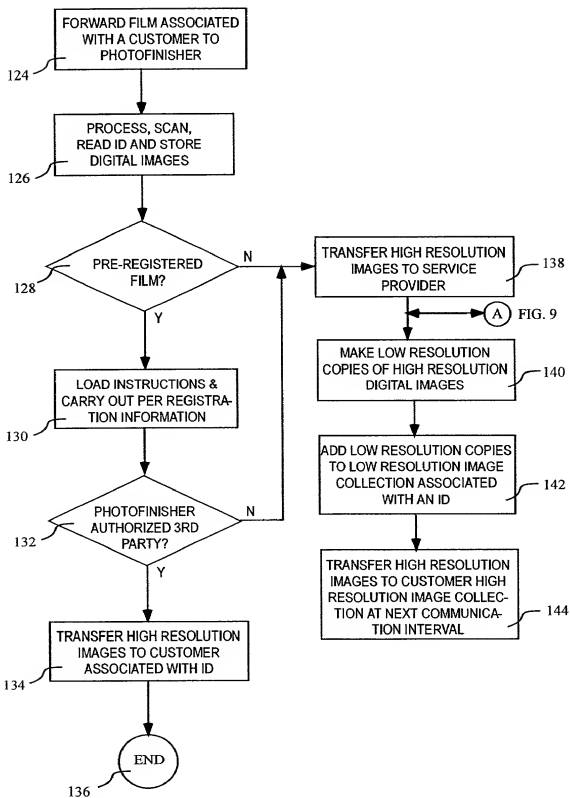 FORWARD FILM ASSOCIATED
WITH A CUSTOMER TO
PHOTOFINISHER
124
PROCESS, SCAN,
READ ID AND STORE
DIGITAL IMAGES
126
PRE-REGISTERED
FILM?
128
N
Y
LOAD INSTRUCTIONS &
CARRY OUT PER REGISTRA-
TION INFORMATION
130
PHOTOFINISHER
AUTHORIZED 3RD
PARTY?
132
N
Y
TRANSFER HIGH RESOLUTION
IMAGES TO CUSTOMER
ASSOCIATED WITH ID
134
END
136
TRANSFER HIGH RESOLUTION
IMAGES TO SERVICE
PROVIDER
138
A FIG. 9
MAKE LOW RESOLUTION
COPIES OF HIGH RESOLUTION
DIGITAL IMAGES
140
ADD LOW RESOLUTION COPIES
TO LOW RESOLUTION IMAGE
COLLECTION ASSOCIATED
WITH AN ID
142
TRANSFER HIGH RESOLUTION
IMAGES TO CUSTOMER HIGH
RESOLUTION IMAGE COLLEC-
TION AT NEXT COMMUNICA-
TION INTERVAL
144